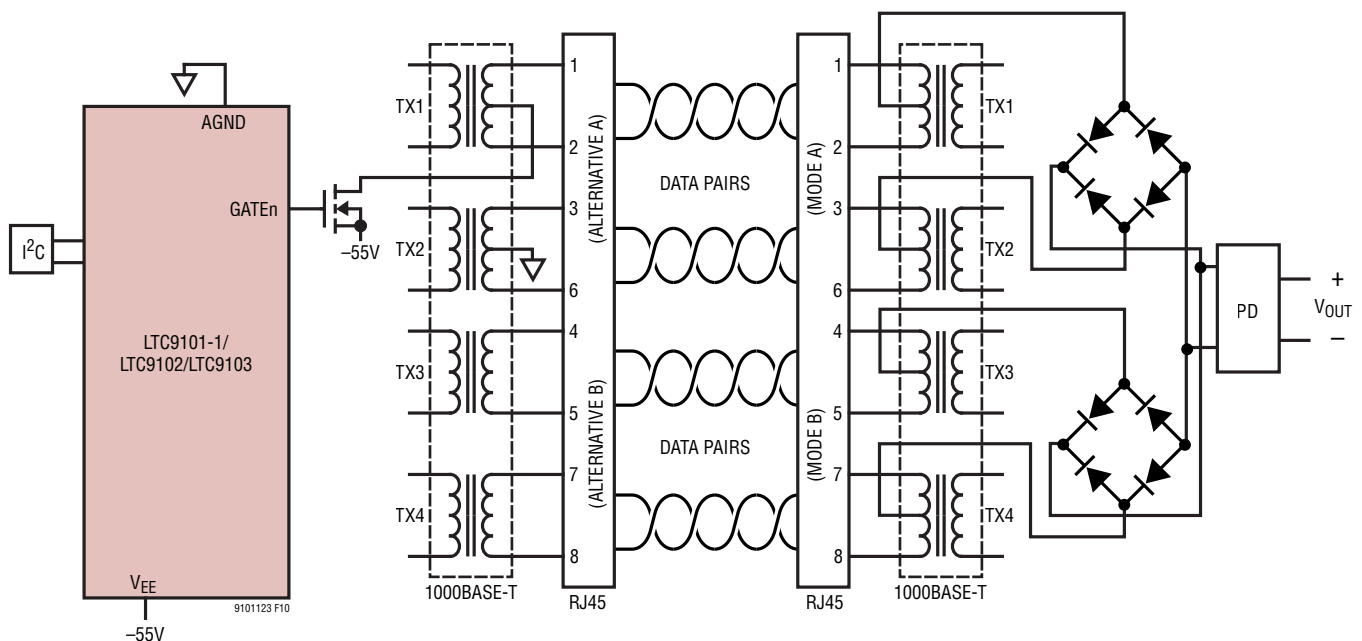 AGND
GATEn
I2C
–55V
LTC9101-1/
LTC9102/LTC9103
VEE
–55V
9101123 F10
TX1
TX2
TX3
TX4
1000BASE-T
1
2
3
6
4
5
7
8
(ALTERNATIVE A)
(ALTERNATIVE B)
RJ45
DATA PAIRS
DATA PAIRS
1
2
3
6
4
5
7
8
(MODE A)
(MODE B)
RJ45
TX1
TX2
TX3
TX4
1000BASE-T
PD
+
VOUT
–